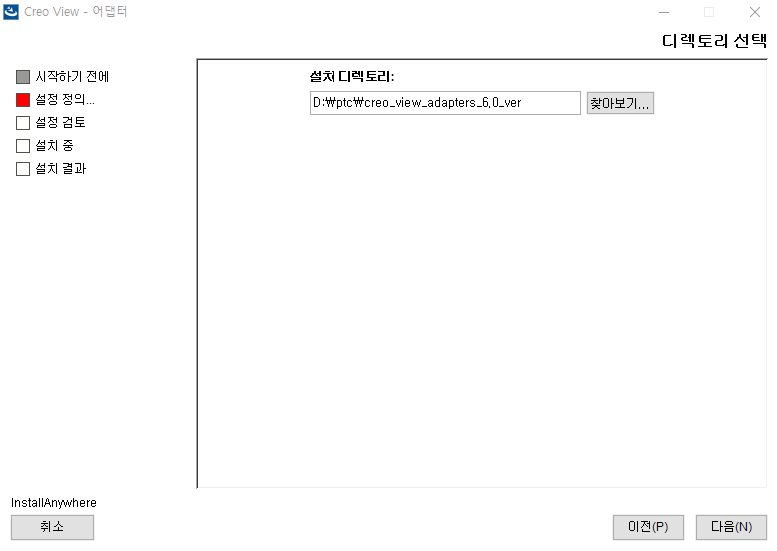 Creo View - 어댑터
디렉토리 선택
시작하기 전에
설정 정의...
설정 검토
설치 중
설치 결과
설치 디렉토리:
D:₩ptc₩creo_view_adapters_6.0_ver
찾아보기...
InstallAnywhere
취소
이전(P)
다음(N)